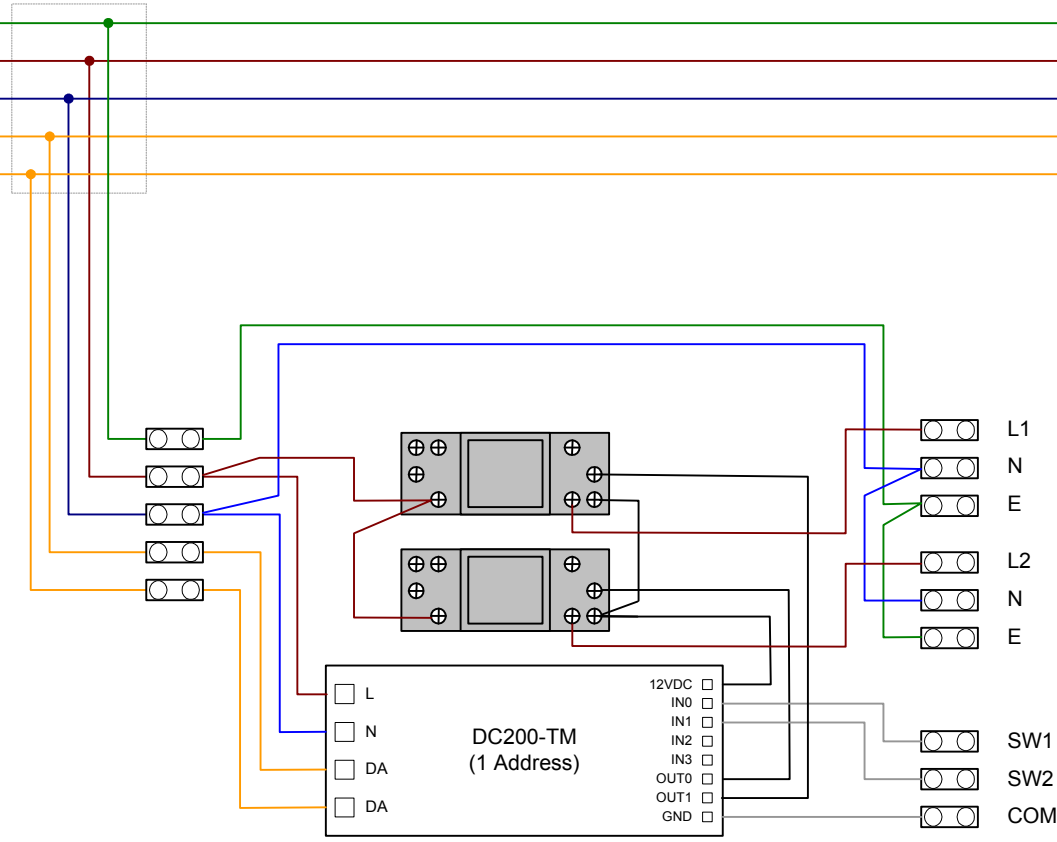 L1
N
E
L2
N
E
L
N
DA
DA
DC200-TM
(1 Address)
12VDC
IN0
IN1
IN2
IN3
OUT0
OUT1
GND
SW1
SW2
COM